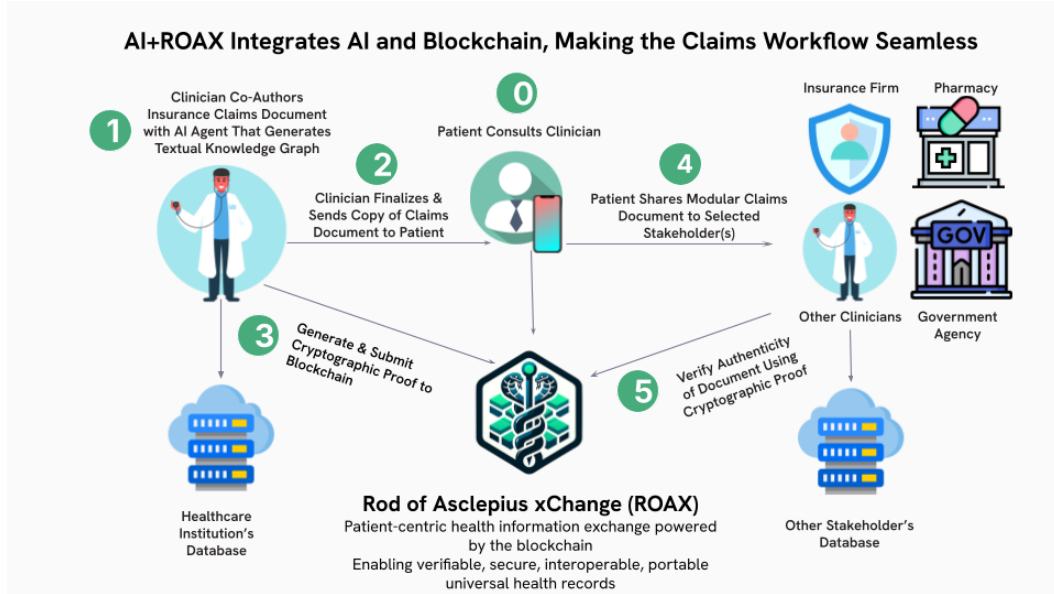 AI+ROAX Integrates AI and Blockchain, Making the Claims Workflow Seamless
1
Clinician Co-Authors
Insurance Claims Document
with AI Agent That Generates
Textual Knowledge Graph
0
Patient Consults Clinician
2
Clinician Finalizes &
Sends Copy of Claims
Document to Patient
4
Patient Shares Modular Claims
Document to Selected
Stakeholder(s)
Insurance Firm
Pharmacy
GOV
Other Clinicians
Government
Agency
3
Generate & Submit
Cryptographic Proof to
Blockchain
5
Verify Authenticity
of Document Using
Cryptographic Proof
Healthcare
Institution's
Database
Rod of Asclepius xChange (ROAX)
Patient-centric health information exchange powered
by the blockchain
Enabling verifiable, secure, interoperable, portable
universal health records
Other Stakeholder's
Database